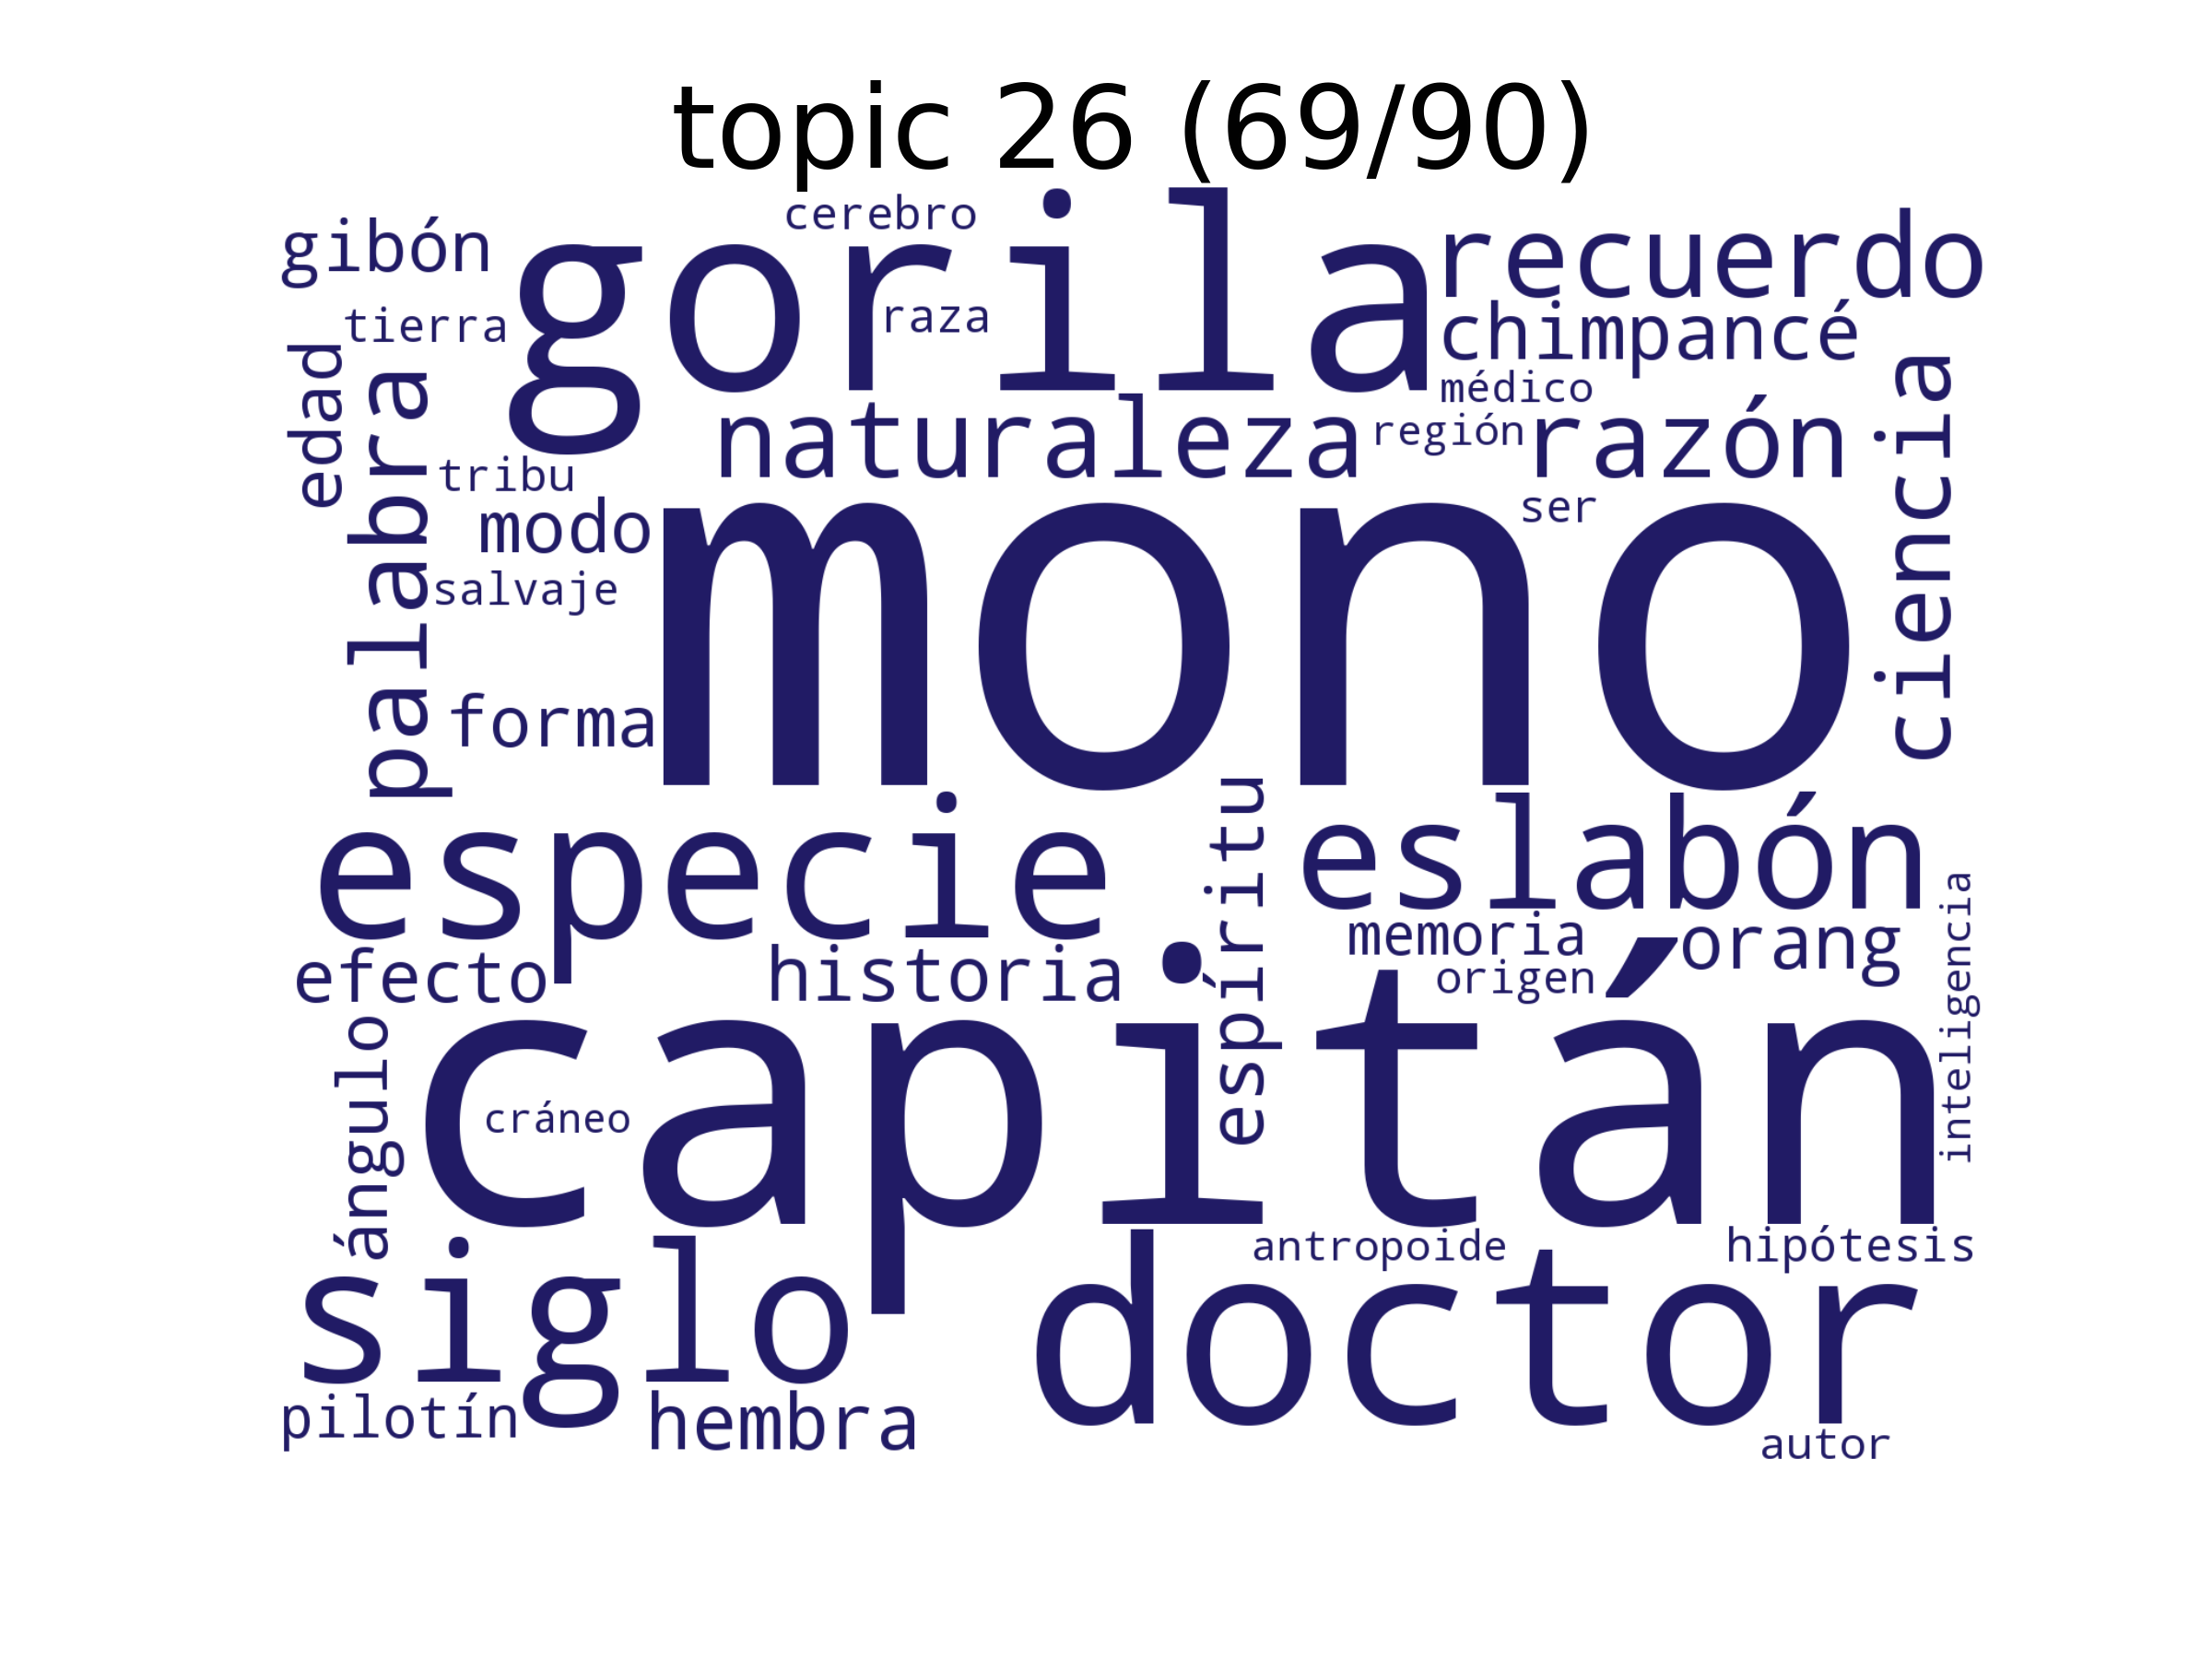 topic 26 (69/90)
cerebro
gibón
gorila
recuerdo
tierra
raza
chimpancé
edad
palabra
médico
ciencia
naturaleza
región
razón
tribu
modo
ser
mono
salvaje
forma
especie
espíritu
eslabón
memoria
orang
inteligencia
efecto
historia
origen
capitán
ángulo
cráneo
siglo
antropoide
hipótesis
doctor
pilotín
hembra
autor